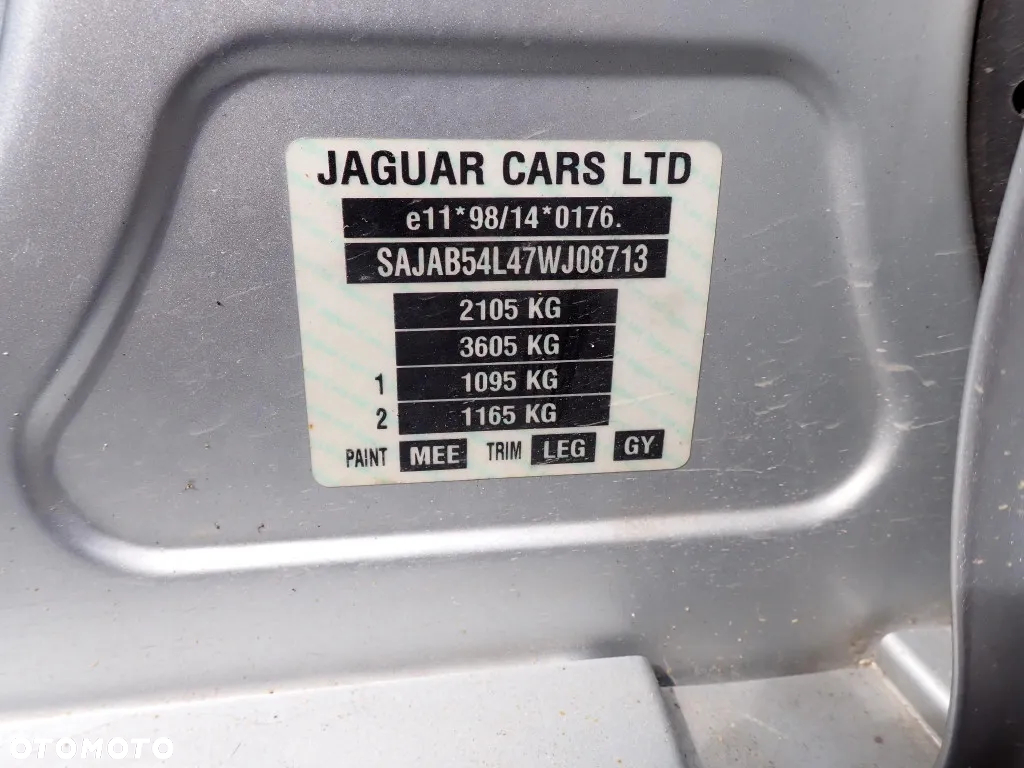 JAGUAR CARS LTD
e11*98/14*0176.
SAJAB54L47WJ08713
2105 KG
3605 KG
1 1095 KG
2 1165 KG
PAINT MEE TRIM LEG GY
OTOMOTO